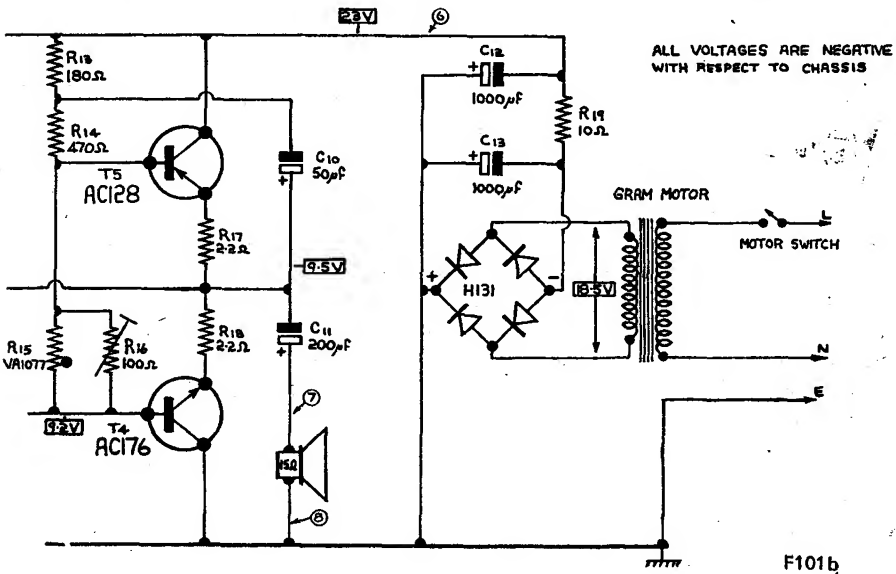 23V
6
ALL VOLTAGES ARE NEGATIVE
WITH RESPECT TO CHASSIS
R13
180Ω
C12
+
1000µF
R14
470Ω
R19
10Ω
T5
AC128
C10
50µF
+
C13
+
1000µF
GRAM MOTOR
R17
2.2Ω
L
MOTOR SWITCH
9.5V
+
H131
-
18.5V
R18
2.2Ω
C11
200µF
+
R15
VA1077
R16
100Ω
N
7
E
9.2V
T4
AC176
15Ω
8
F101b